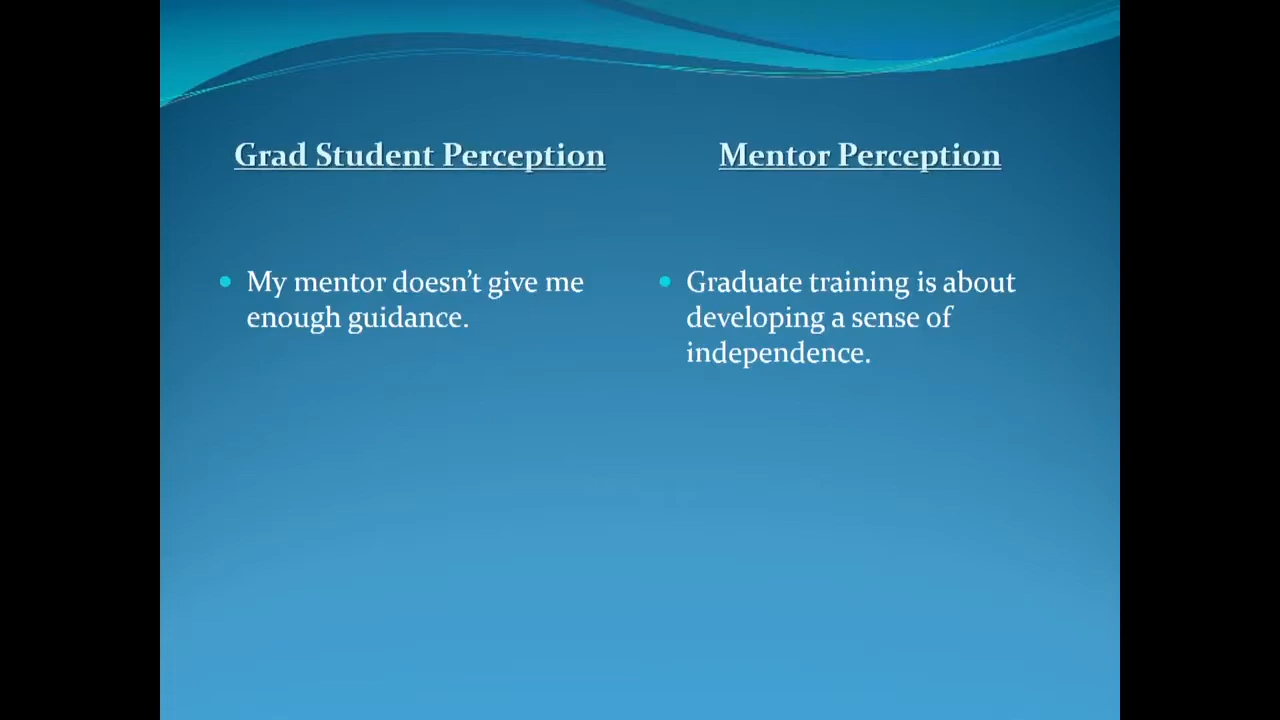 Grad Student Perception
Mentor Perception
My mentor doesn’t give me
enough guidance.
Graduate training is about
developing a sense of
independence.